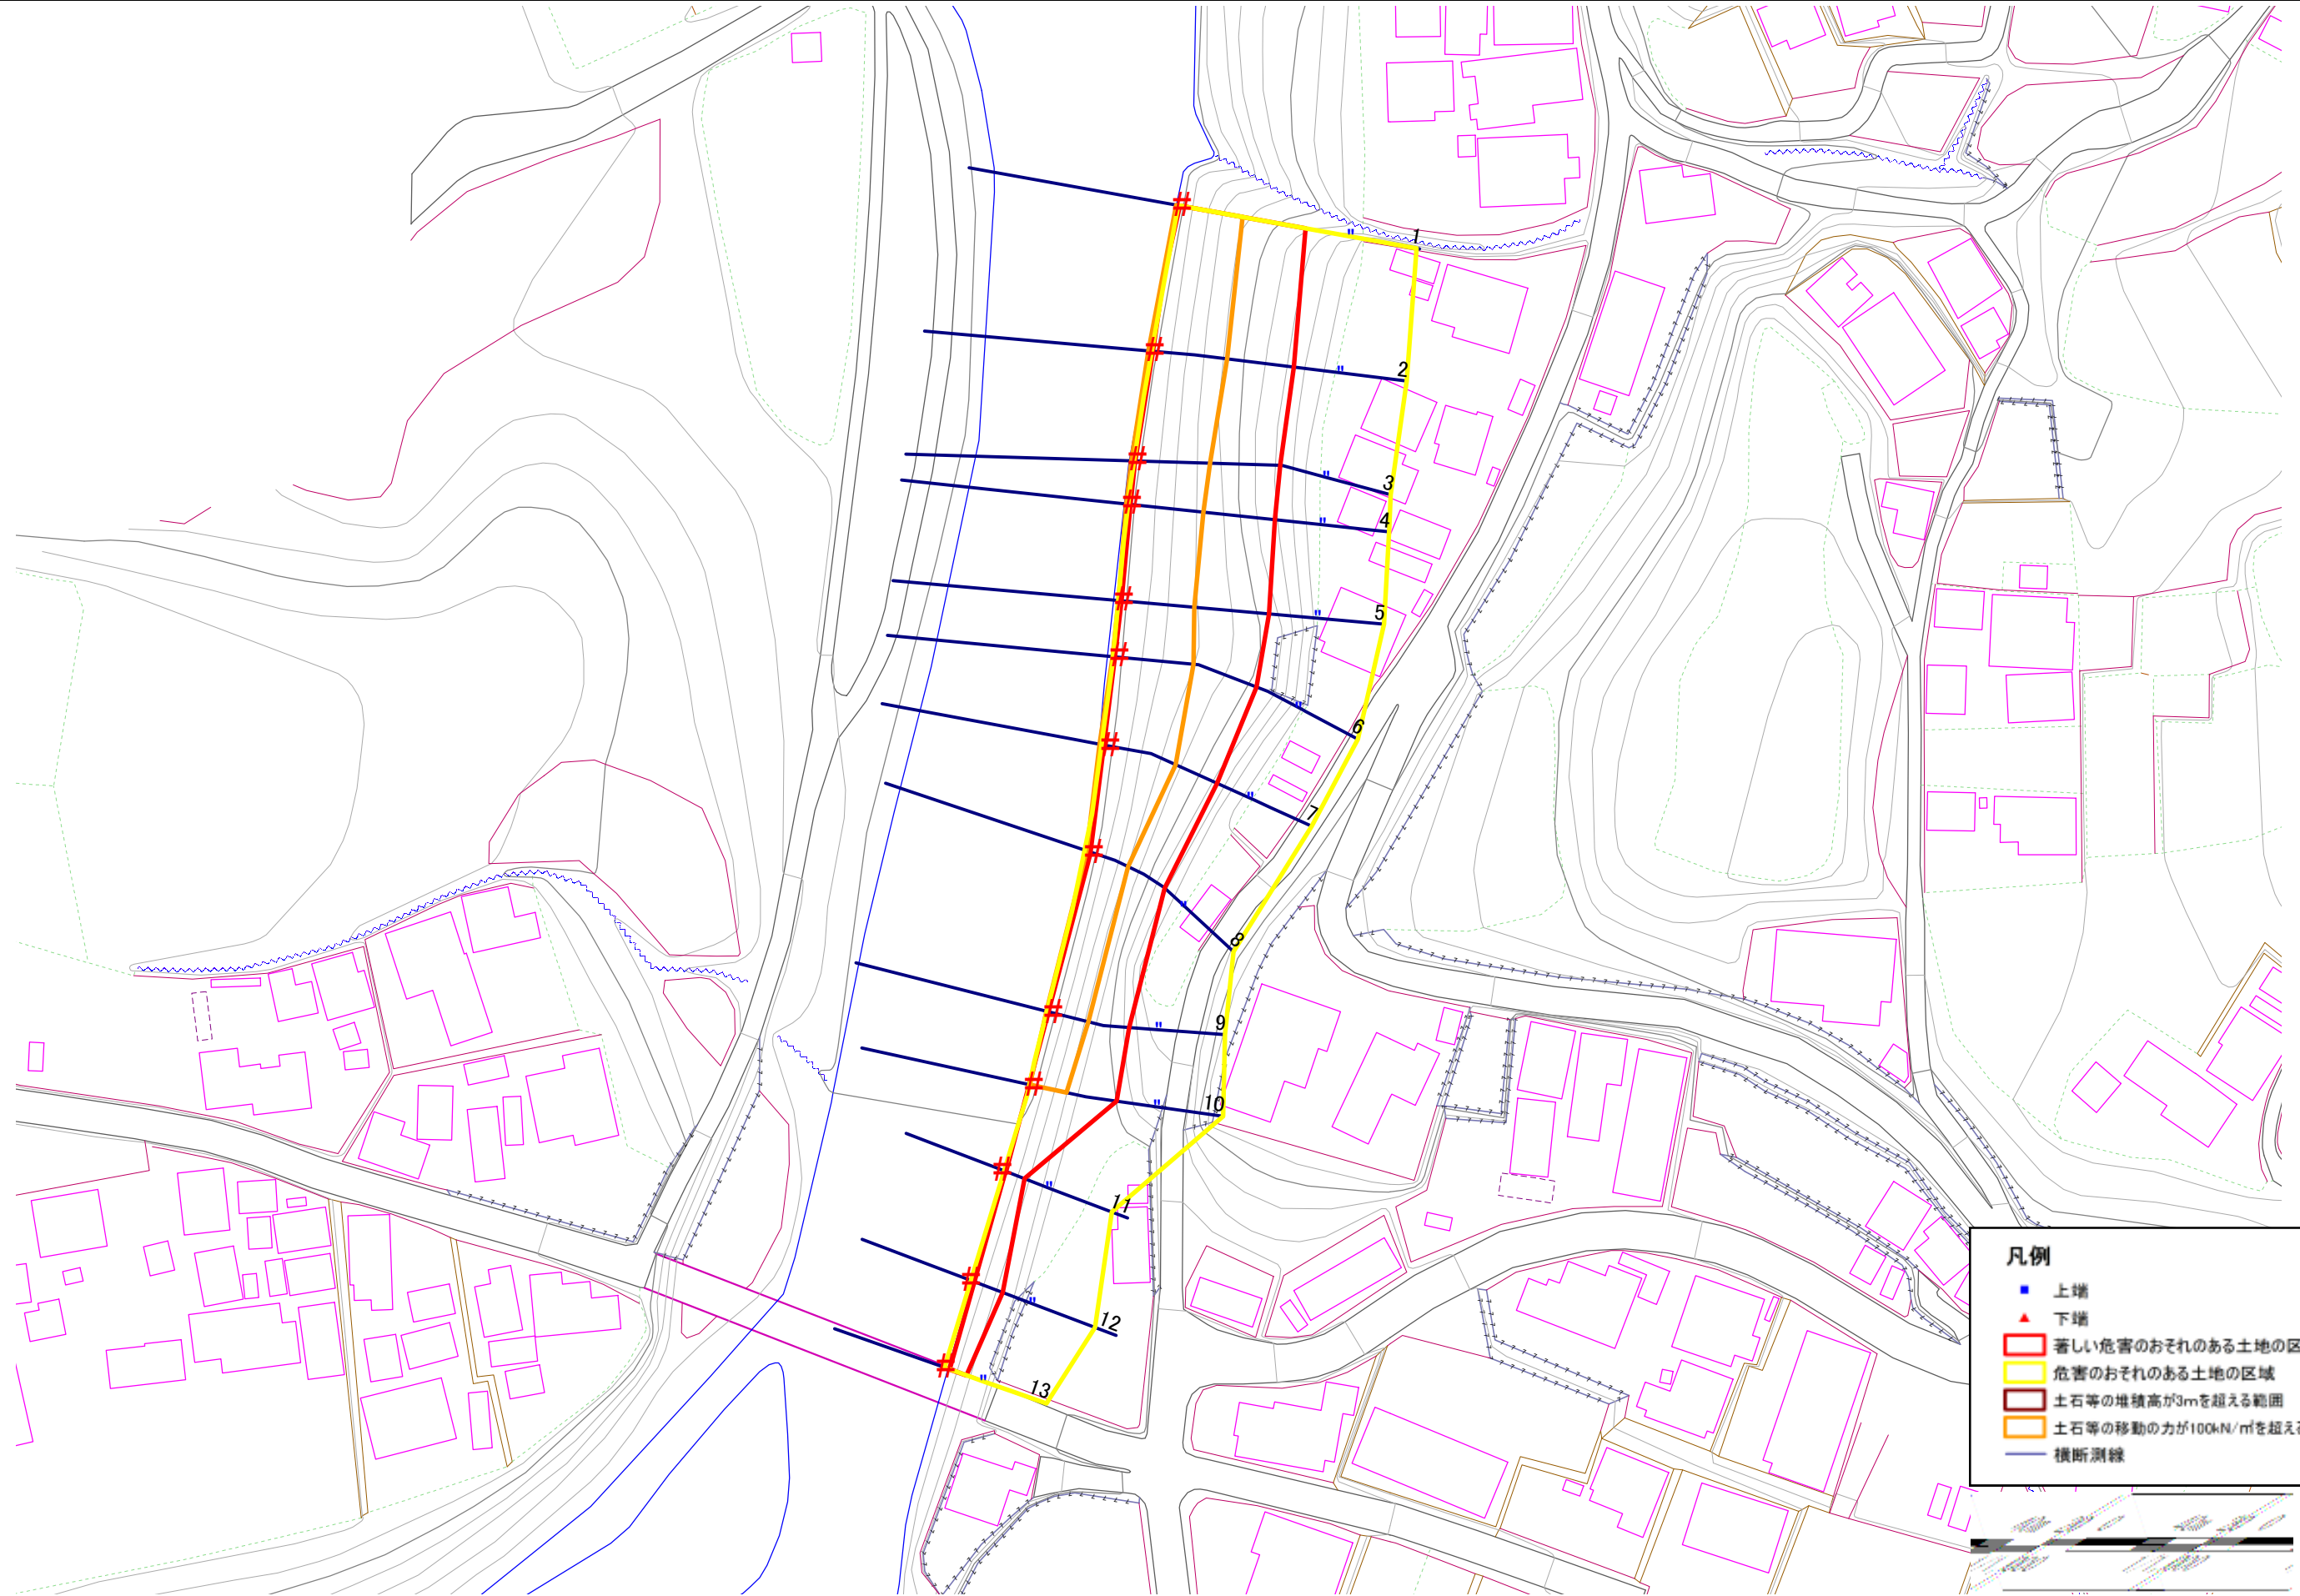 1
2
3
4
5
6
7
8
9
10
11
12
13
凡例
上端
下端
著しい危害のおそれのある土地の区
危害のおそれのある土地の区域
土石等の堆積高が3mを超える範囲
土石等の移動の力が100kN/㎡を超え
横断測線